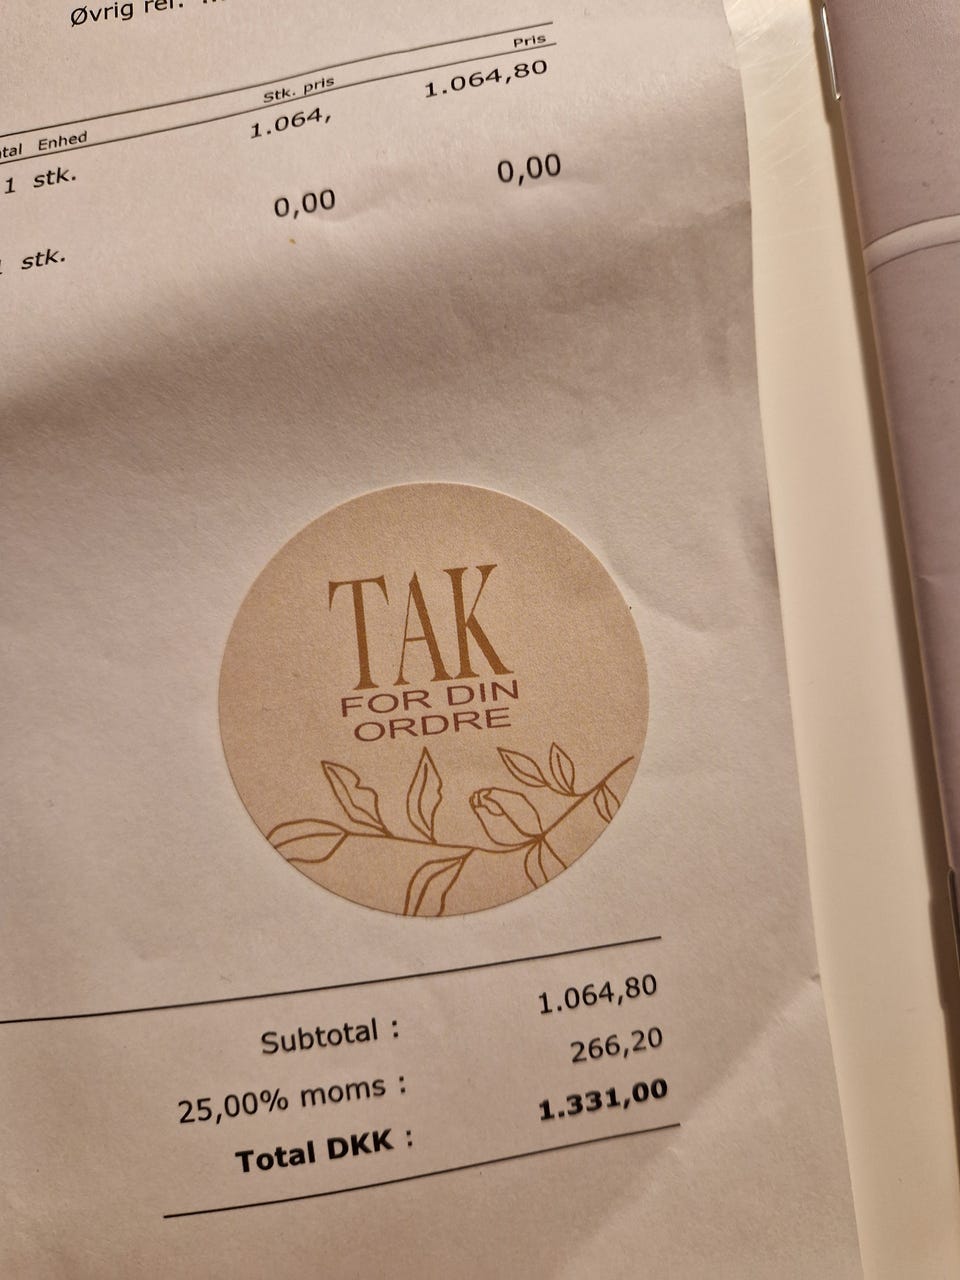 Øvrig ref.
Enhed Stk. pris Pris
1 stk. 1.064, 1.064,80
stk. 0,00 0,00
TAK
FOR DIN
ORDRE
Subtotal : 1.064,80
25,00% moms : 266,20
Total DKK : 1.331,00